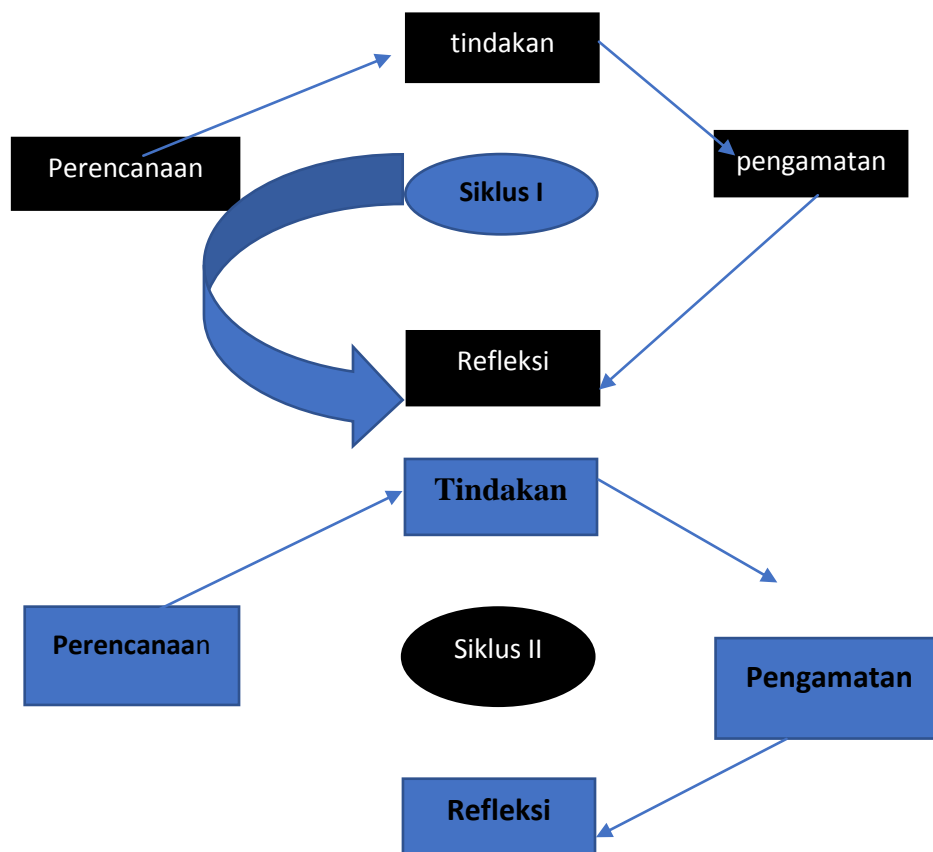 tindakan
Perencanaan
pengamatan
Siklus I
Refleksi
Tindakan
Perencanaan
Siklus II
Pengamatan
Refleksi